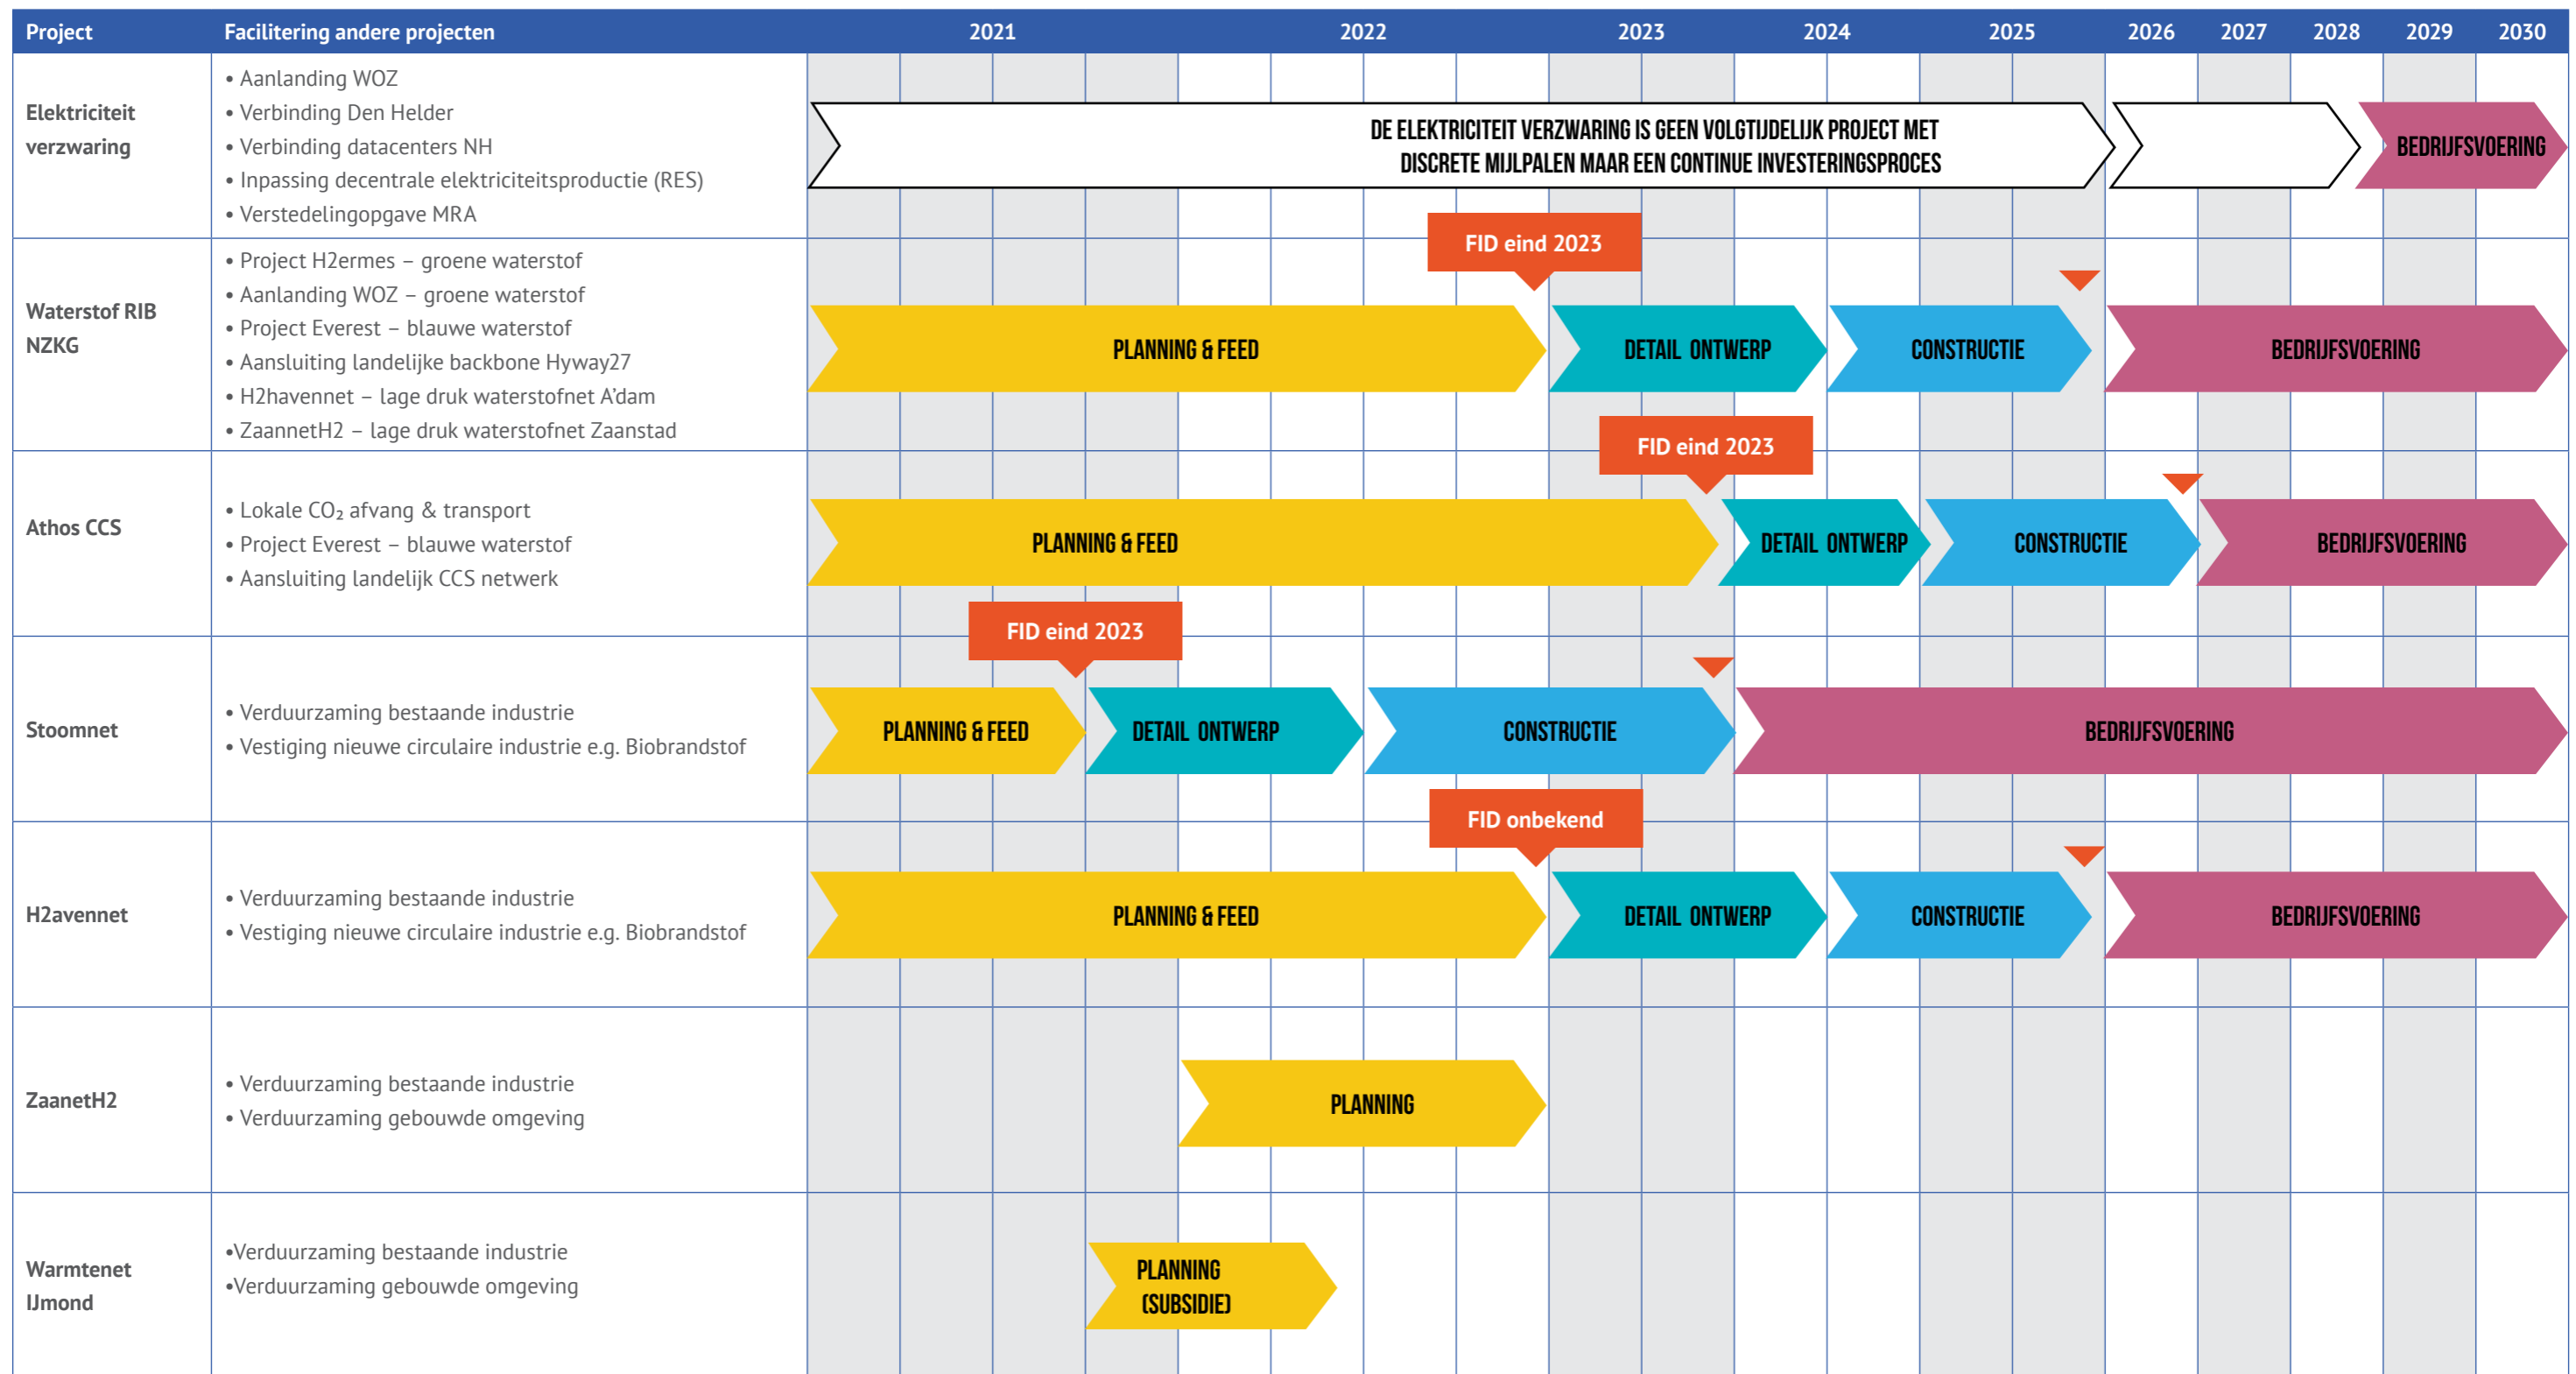 Project Facilitering andere projecten 2021 2022 2023 2024 2025 2026 2027 2028 2029 2030
Elektriciteit
verzwaring
• Aanlanding WOZ
• Verbinding Den Helder
• Verbinding datacenters NH
• Inpassing decentrale elektriciteitsproductie (RES)
• Verstedelingopgave MRA
DE ELEKTRICITEIT VERZWARING IS GEEN VOLGTIJDELIJK PROJECT MET
DISCRETE MIJLPALEN MAAR EEN CONTINUE INVESTERINGSPROCES
BEDRIJFSVOERING
Waterstof RIB
NZKG
• Project H2ermes – groene waterstof
• Aanlanding WOZ – groene waterstof
• Project Everest – blauwe waterstof
• Aansluiting landelijke backbone Hyway27
• H2havennet – lage druk waterstofnet A’dam
• ZaannetH2 – lage druk waterstofnet Zaanstad
FID eind 2023
PLANNING & FEED DETAIL ONTWERP CONSTRUCTIE BEDRIJFSVOERING
Athos CCS
• Lokale CO₂ afvang & transport
• Project Everest – blauwe waterstof
• Aansluiting landelijk CCS netwerk
FID eind 2023
PLANNING & FEED DETAIL ONTWERP CONSTRUCTIE BEDRIJFSVOERING
Stoomnet
• Verduurzaming bestaande industrie
• Vestiging nieuwe circulaire industrie e.g. Biobrandstof
FID eind 2023
PLANNING & FEED DETAIL ONTWERP CONSTRUCTIE BEDRIJFSVOERING
H2avennet
• Verduurzaming bestaande industrie
• Vestiging nieuwe circulaire industrie e.g. Biobrandstof
FID onbekend
PLANNING & FEED DETAIL ONTWERP CONSTRUCTIE BEDRIJFSVOERING
ZaanetH2
• Verduurzaming bestaande industrie
• Verduurzaming gebouwde omgeving
PLANNING
Warmtenet
IJmond
•Verduurzaming bestaande industrie
•Verduurzaming gebouwde omgeving
PLANNING
(SUBSIDIE)